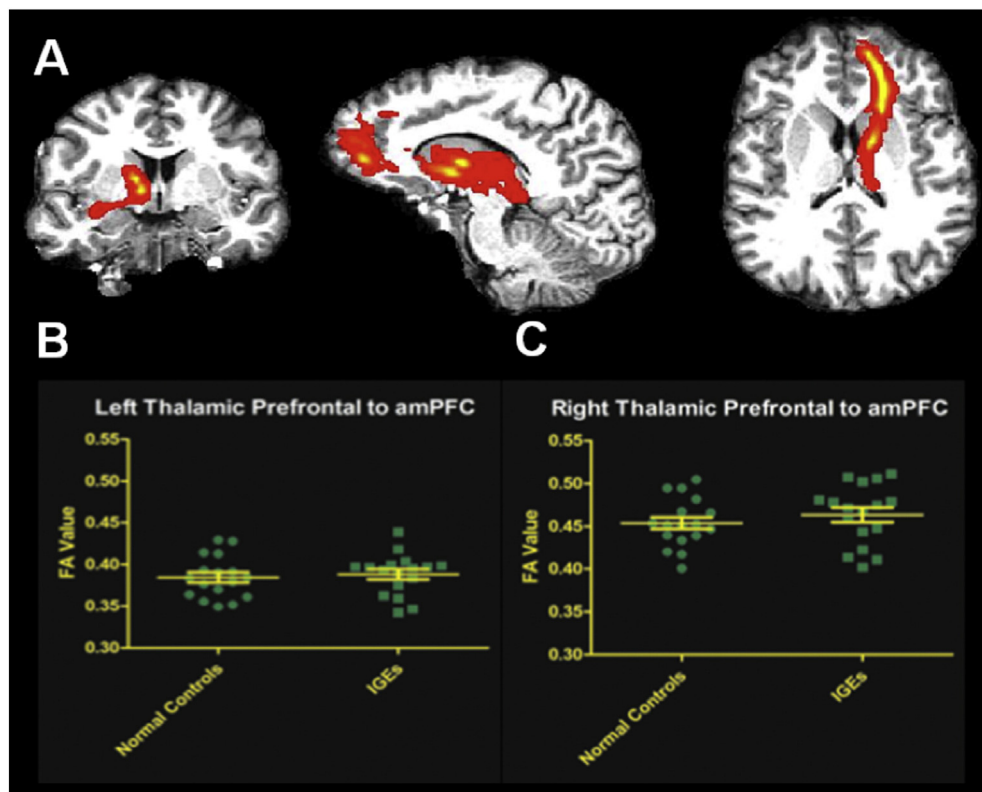 A
B
C
Left Thalamic Prefrontal to amPFC
0.55
0.50
0.45
0.40
0.35
0.30
FA Value
Normal Controls
IGEs
Right Thalamic Prefrontal to amPFC
0.55
0.50
0.45
0.40
0.35
0.30
FA Value
Normal Controls
IGEs